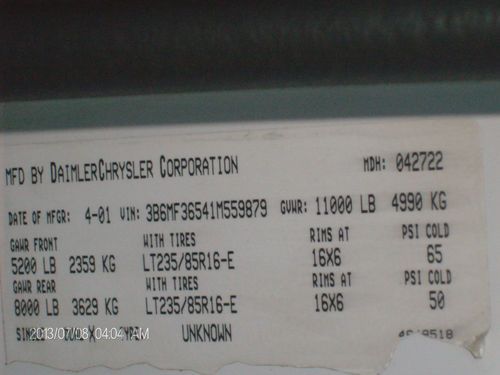 MFD BY DAIMLERCHRYSLER CORPORATION MDH: 042722
DATE OF MFGR: 4-01 VIN: 3B6MF36541M559879 GVWR: 11000 LB 4990 KG
GAWR FRONT WITH TIRES RIMS AT PSI COLD
5200 LB 2359 KG LT235/85R16-E 16X6 65
GAWR REAR WITH TIRES RIMS AT PSI COLD
8000 LB 3629 KG LT235/85R16-E 16X6 50
X UNKNOWN
2013/07/08 04:04 AM